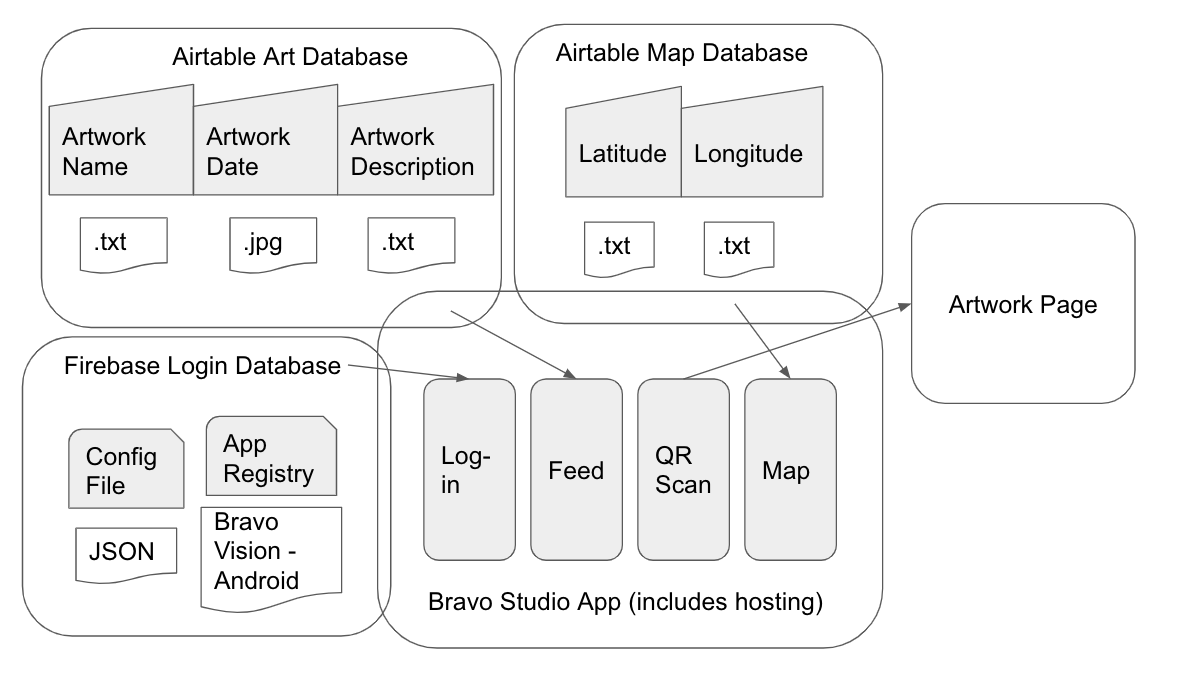 Airtable Art Database
Artwork
Name
Artwork
Date
Artwork
Description
.txt
.jpg
.txt
Airtable Map Database
Latitude
Longitude
.txt
.txt
Artwork Page
Firebase Login Database
Config
File
App
Registry
JSON
Bravo
Vision -
Android
Log-
in
Feed
QR
Scan
Map
Bravo Studio App (includes hosting)